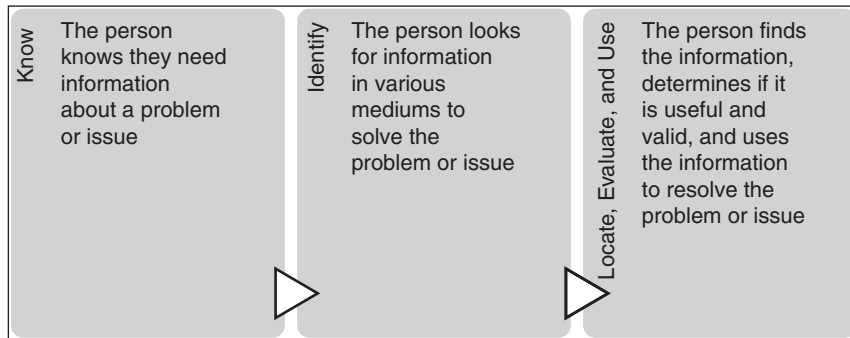 Know
The person
knows they need
information
about a problem
or issue
Identify
The person looks
for information
in various
mediums to
solve the
problem or issue
Locate, Evaluate, and Use
The person finds
the information,
determines if it
is useful and
valid, and uses
the information
to resolve the
problem or issue